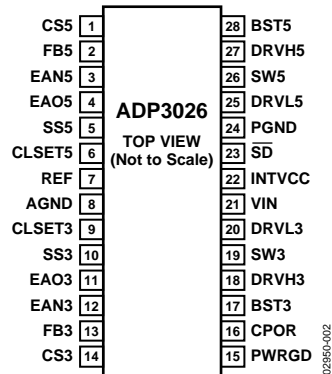 CS5 1 28 BST5
FB5 2 27 DRVH5
EAN5 3 26 SW5
EAO5 4 ADP3026 25 DRVL5
SS5 5 TOP VIEW 24 PGND
CLSET5 6 (Not to Scale) 23 SD
REF 7 22 INTVCC
AGND 8 21 VIN
CLSET3 9 20 DRVL3
SS3 10 19 SW3
EAO3 11 18 DRVH3
EAN3 12 17 BST3
FB3 13 16 CPOR
CS3 14 15 PWRGD
02950-002